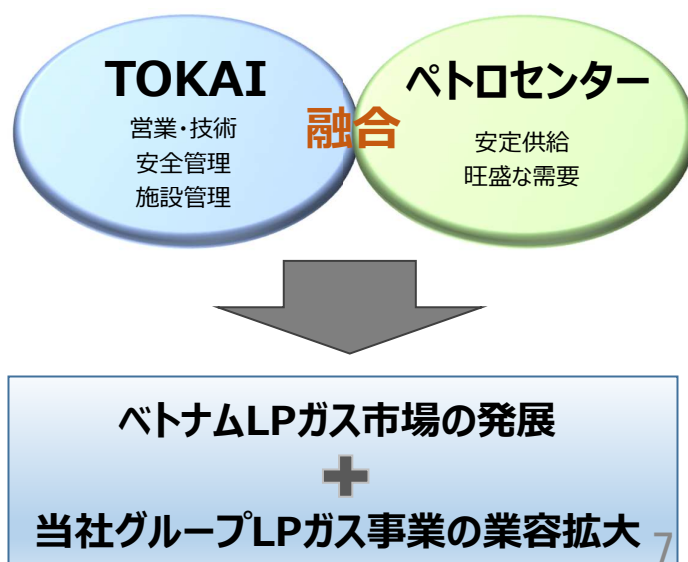 TOKAI
営業・技術
安全管理
施設管理
融合
ペトロセンター
安定供給
旺盛な需要
ベトナムLPガス市場の発展
+
当社グループLPガス事業の業容拡大
7